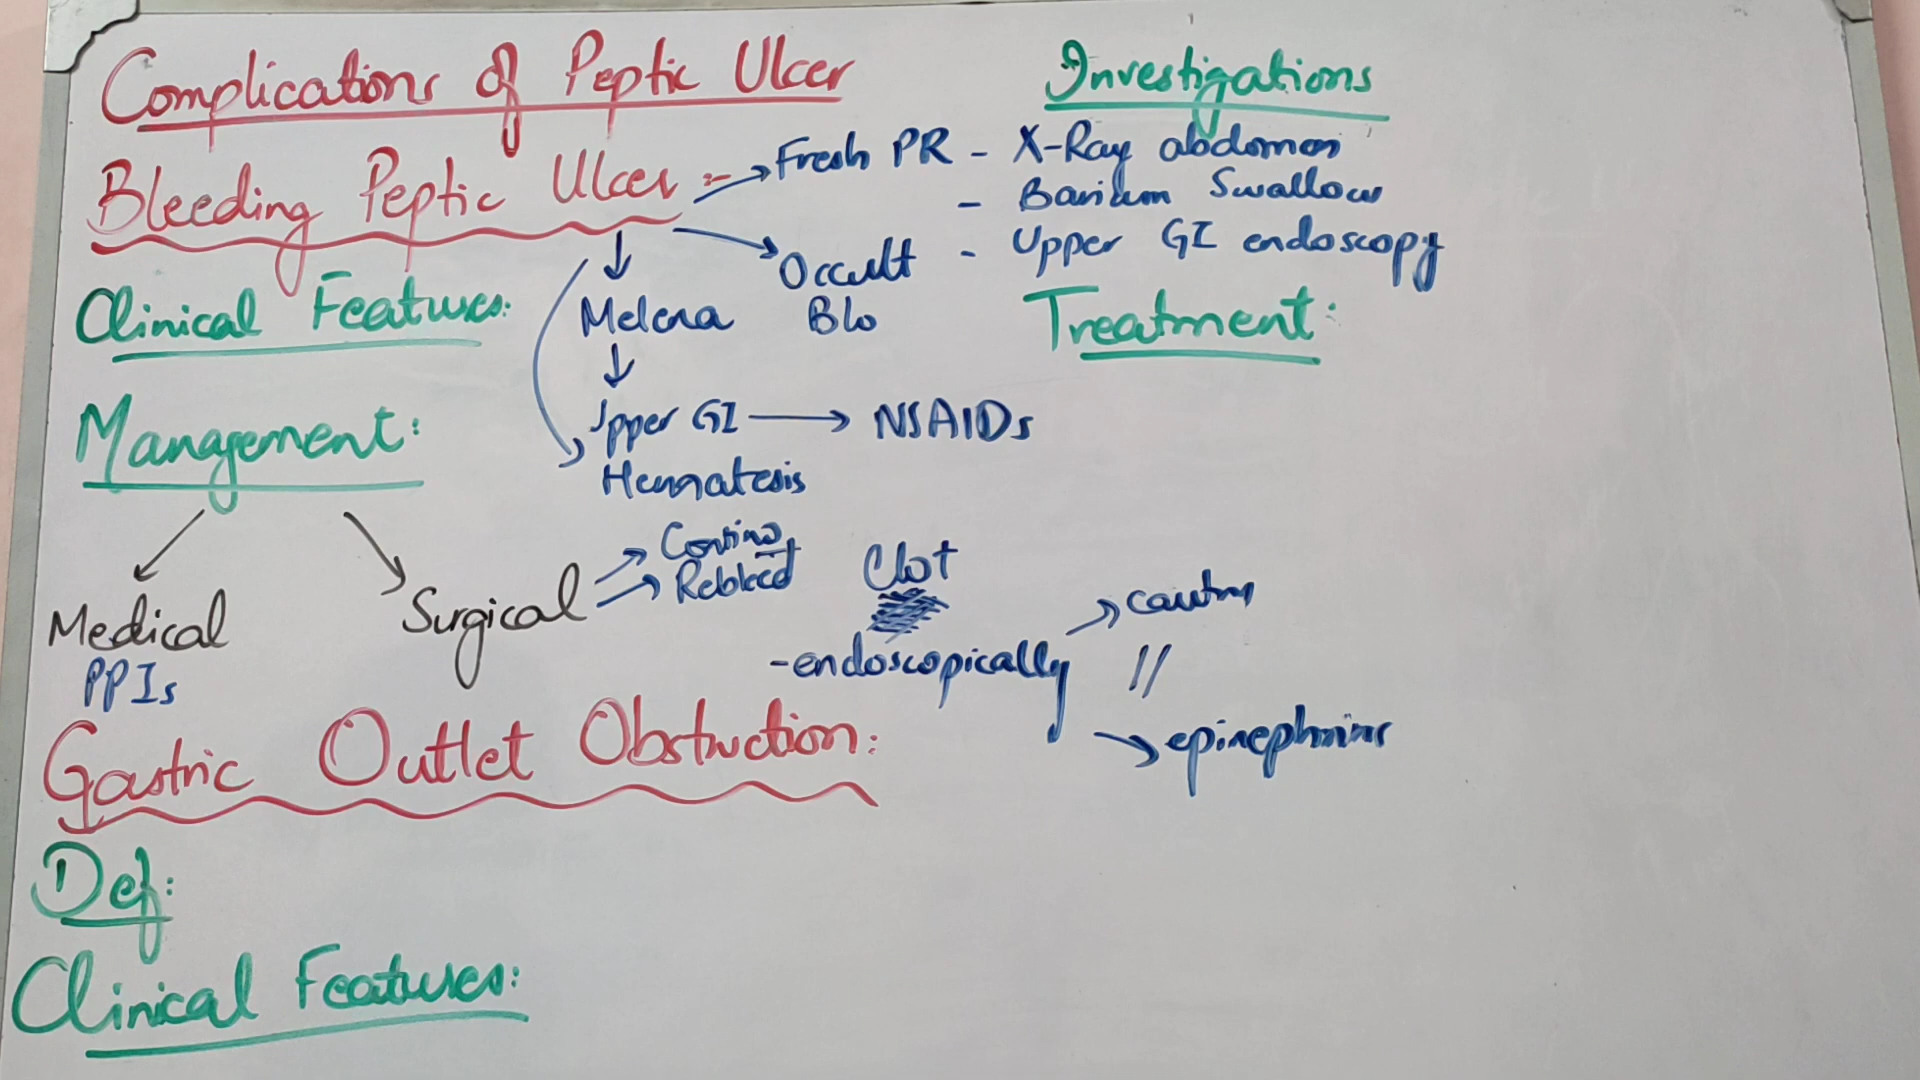 Complications of Peptic Ulcer
Bleeding Peptic Ulcer :-
Fresh PR
Occult
Blo
Melena
Upper GI → NSAIDs
Hematesis
Clinical Features:
Management:
Medical
PPIs
Surgical
Rebleed
Clot
-endoscopically
epinephrine
Gastric Outlet Obstruction:
Def:
Clinical Features:
Investigations
- X-Ray abdomen
- Barium Swallow
- Upper GI endoscopy
Treatment: